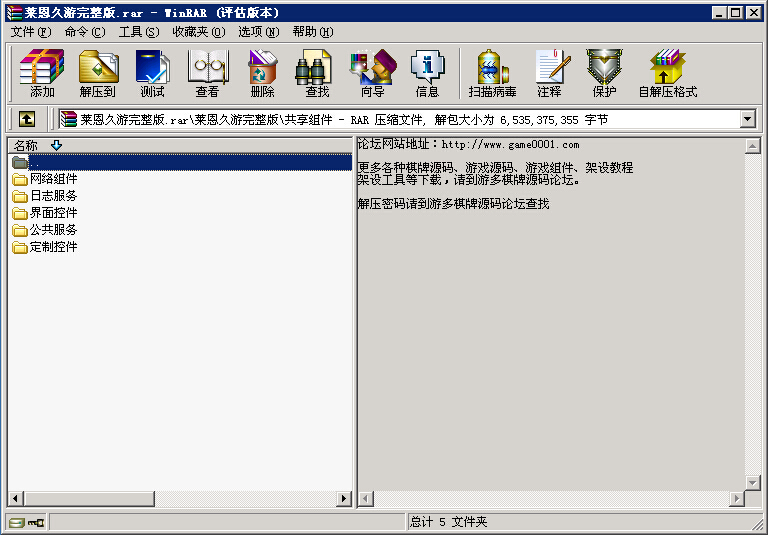 莱恩久游完整版.rar - WinRAR (评估版本)
文件(F) 命令(C) 工具(S) 收藏夹(O) 选项(N) 帮助(H)
添加 解压到 测试 查看 删除 查找 向导 信息 扫描病毒 注释 保护 自解压格式
莱恩久游完整版.rar\莱恩久游完整版\共享组件 - RAR 压缩文件, 解包大小为 6,535,375,355 字节
名称
..
网络组件
日志服务
界面控件
公共服务
定制控件
论坛网站地址：http://www.game0001.com
更多各种棋牌源码、游戏源码、游戏组件、架设教程
架设工具等下载，请到游多棋牌源码论坛。
解压密码请到游多棋牌源码论坛查找
总计 5 文件夹